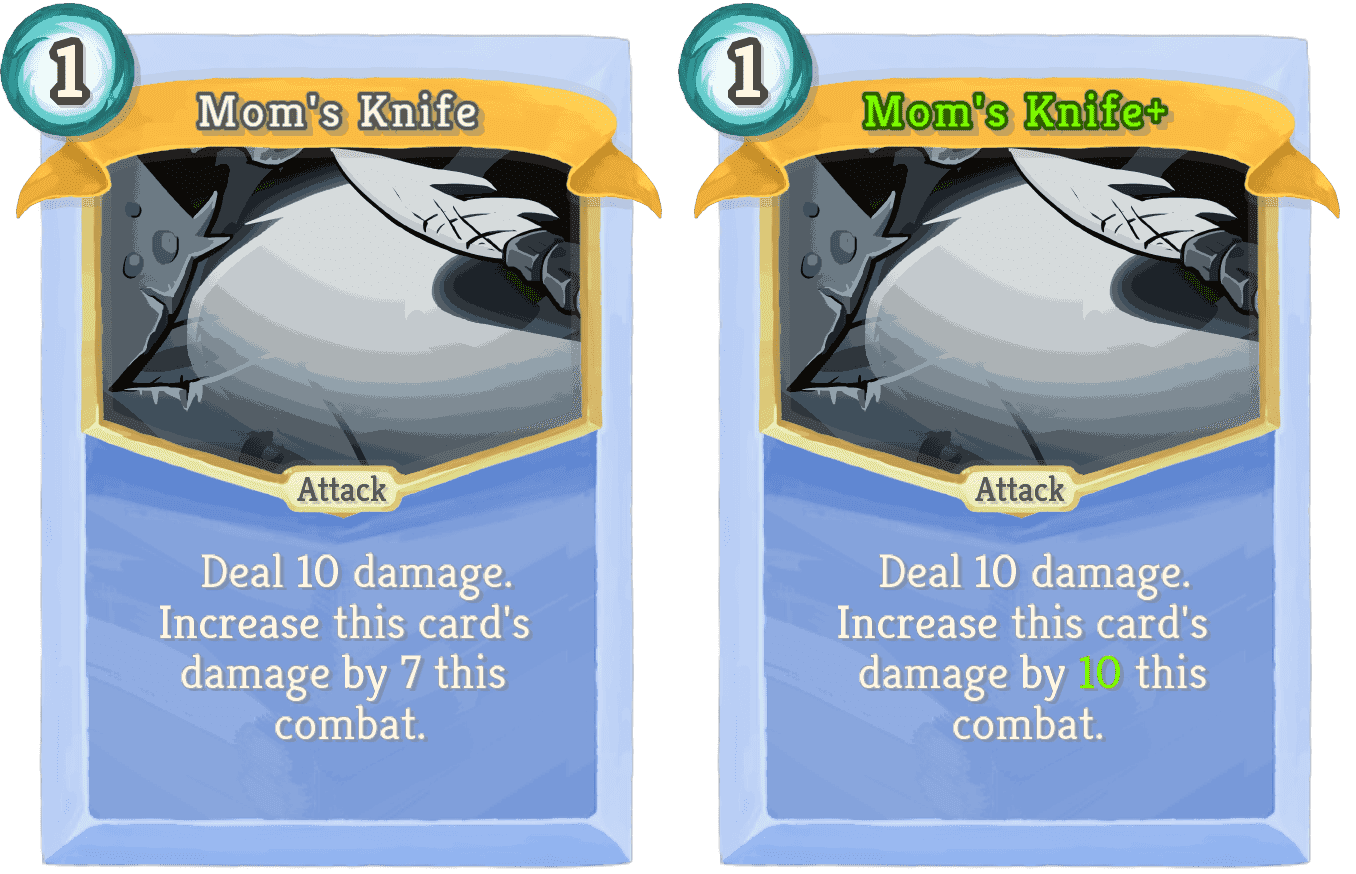 1
Mom's Knife
Attack
Deal 10 damage.
Increase this card's
damage by 7 this
combat.
1
Mom's Knife+
Attack
Deal 10 damage.
Increase this card's
damage by 10 this
combat.